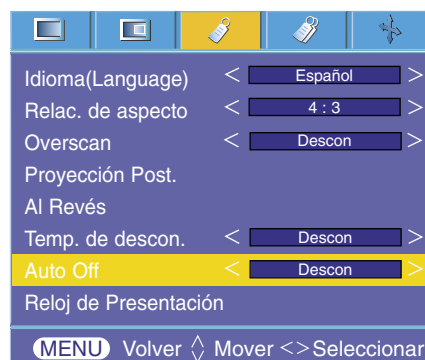 Idioma(Language) < Español >
Relac. de aspecto < 4 : 3 >
Overscan < Descon >
Proyección Post.
Al Revés
Temp. de descon. < Descon >
Auto Off < Descon >
Reloj de Presentación
MENU Volver Mover <> Seleccionar